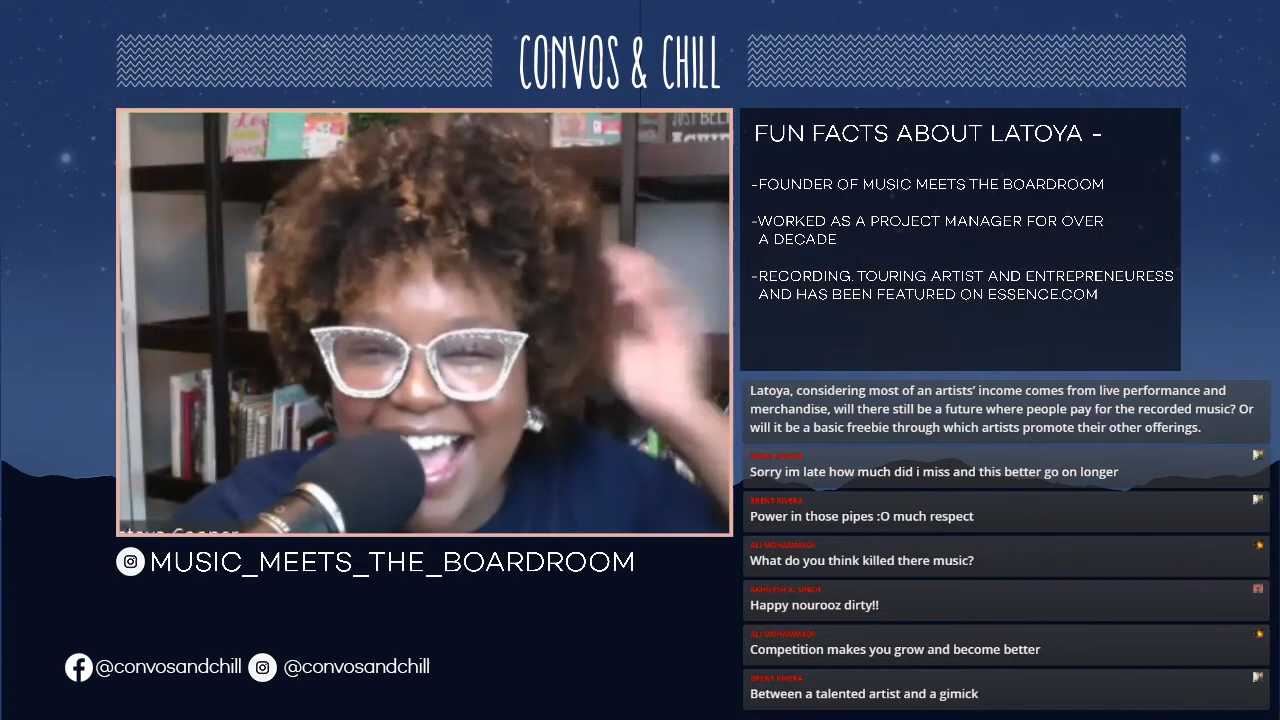 CONVOS & CHILL
FUN FACTS ABOUT LATOYA -
-FOUNDER OF MUSIC MEETS THE BOARDROOM
-WORKED AS A PROJECT MANAGER FOR OVER
A DECADE
-RECORDING, TOURING ARTIST AND ENTREPRENEURESS
AND HAS BEEN FEATURED ON ESSENCE.COM
MUSIC_MEETS_THE_BOARDROOM
@convosandchill
@convosandchill
Latoya, considering most of an artists' income comes from live performance and
merchandise, will there still be a future where people pay for the recorded music? Or
will it be a basic freebie through which artists promote their other offerings.
Sorry im late how much did i miss and this better go on longer
BRENT RIVERA
Power in those pipes :O much respect
ALI MOHAMMADI
What do you think killed there music?
AKHILESH K. SINGH
Happy nourooz dirty!!
ALI MOHAMMADI
Competition makes you grow and become better
BRENT RIVERA
Between a talented artist and a gimick